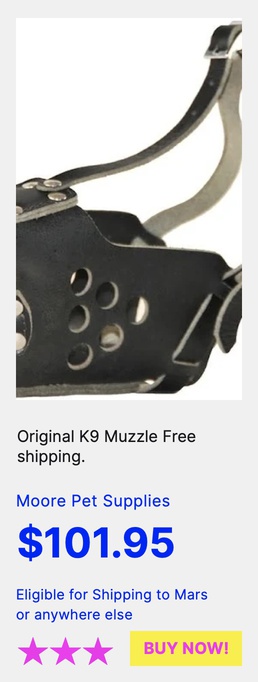 Original K9 Muzzle Free
shipping.
Moore Pet Supplies
$101.95
Eligible for Shipping to Mars
or anywhere else
BUY NOW!